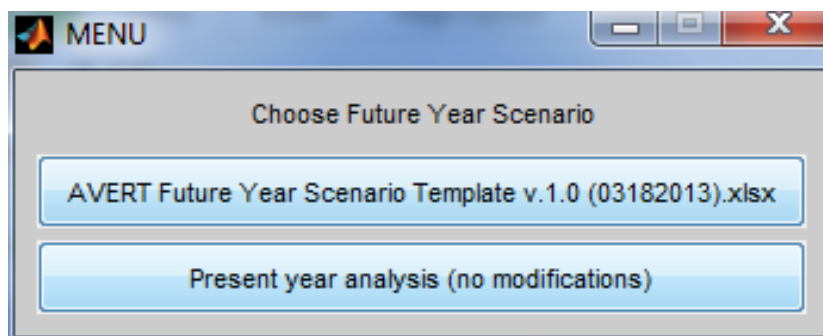 MENU
Choose Future Year Scenario
AVERT Future Year Scenario Template v.1.0 (03182013).xlsx
Present year analysis (no modifications)